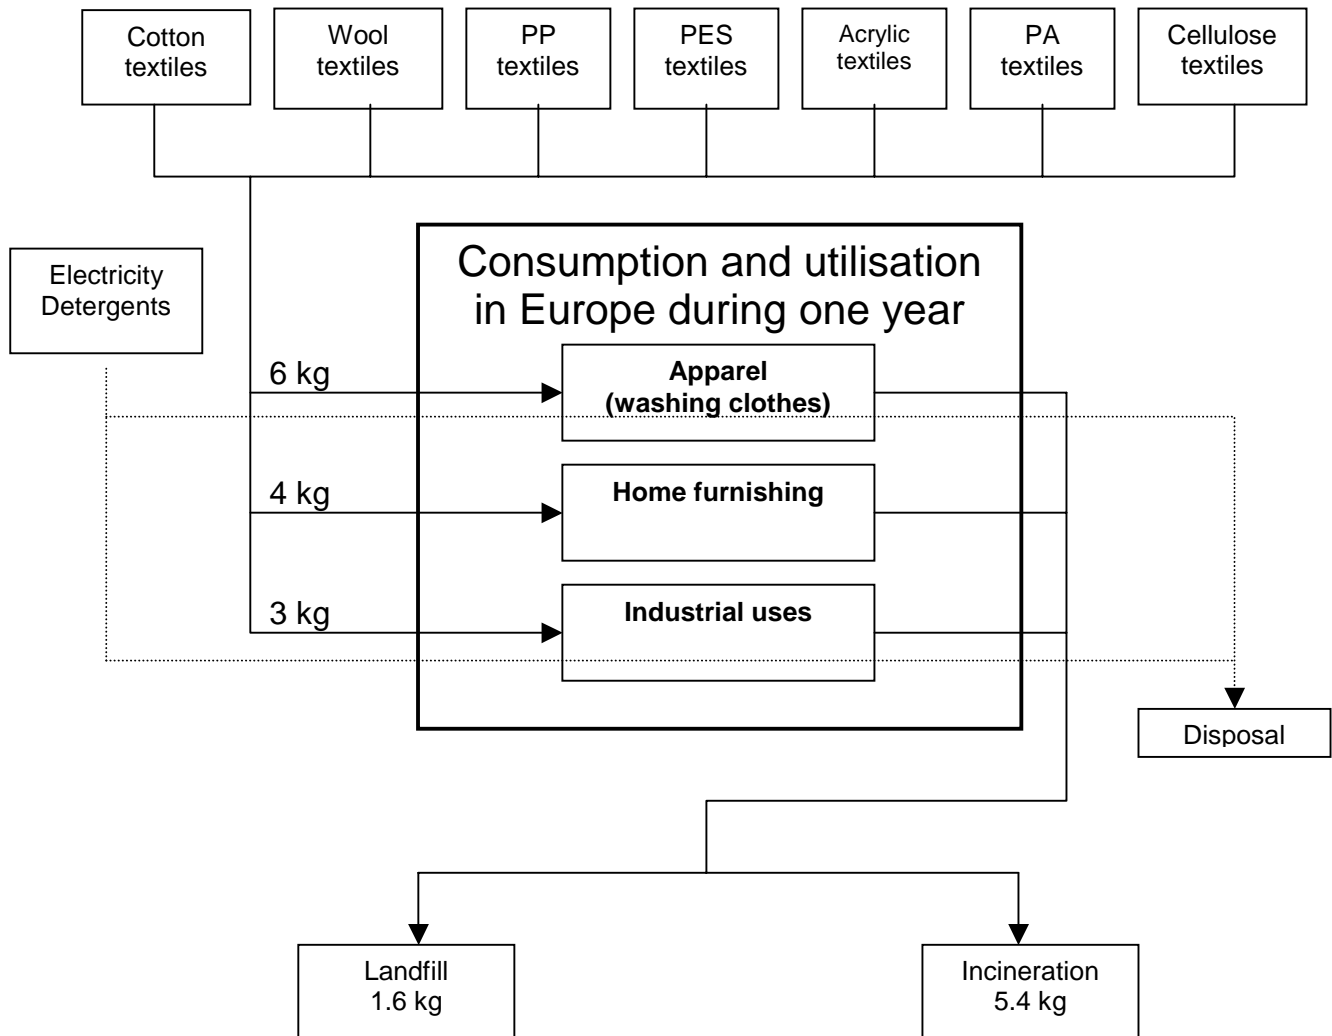 Cotton
textiles
Wool
textiles
PP
textiles
PES
textiles
Acrylic
textiles
PA
textiles
Cellulose
textiles
Electricity
Detergents
Consumption and utilisation
in Europe during one year
6 kg
Apparel
(washing clothes)
4 kg
Home furnishing
3 kg
Industrial uses
Disposal
Landfill
1.6 kg
Incineration
5.4 kg